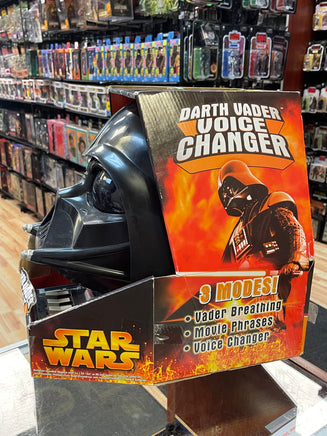 DARTH VADER
VOICE
CHANGER
3 MODES!
• Vader Breathing
• Movie Phrases
• Voice Changer
STAR
WARS